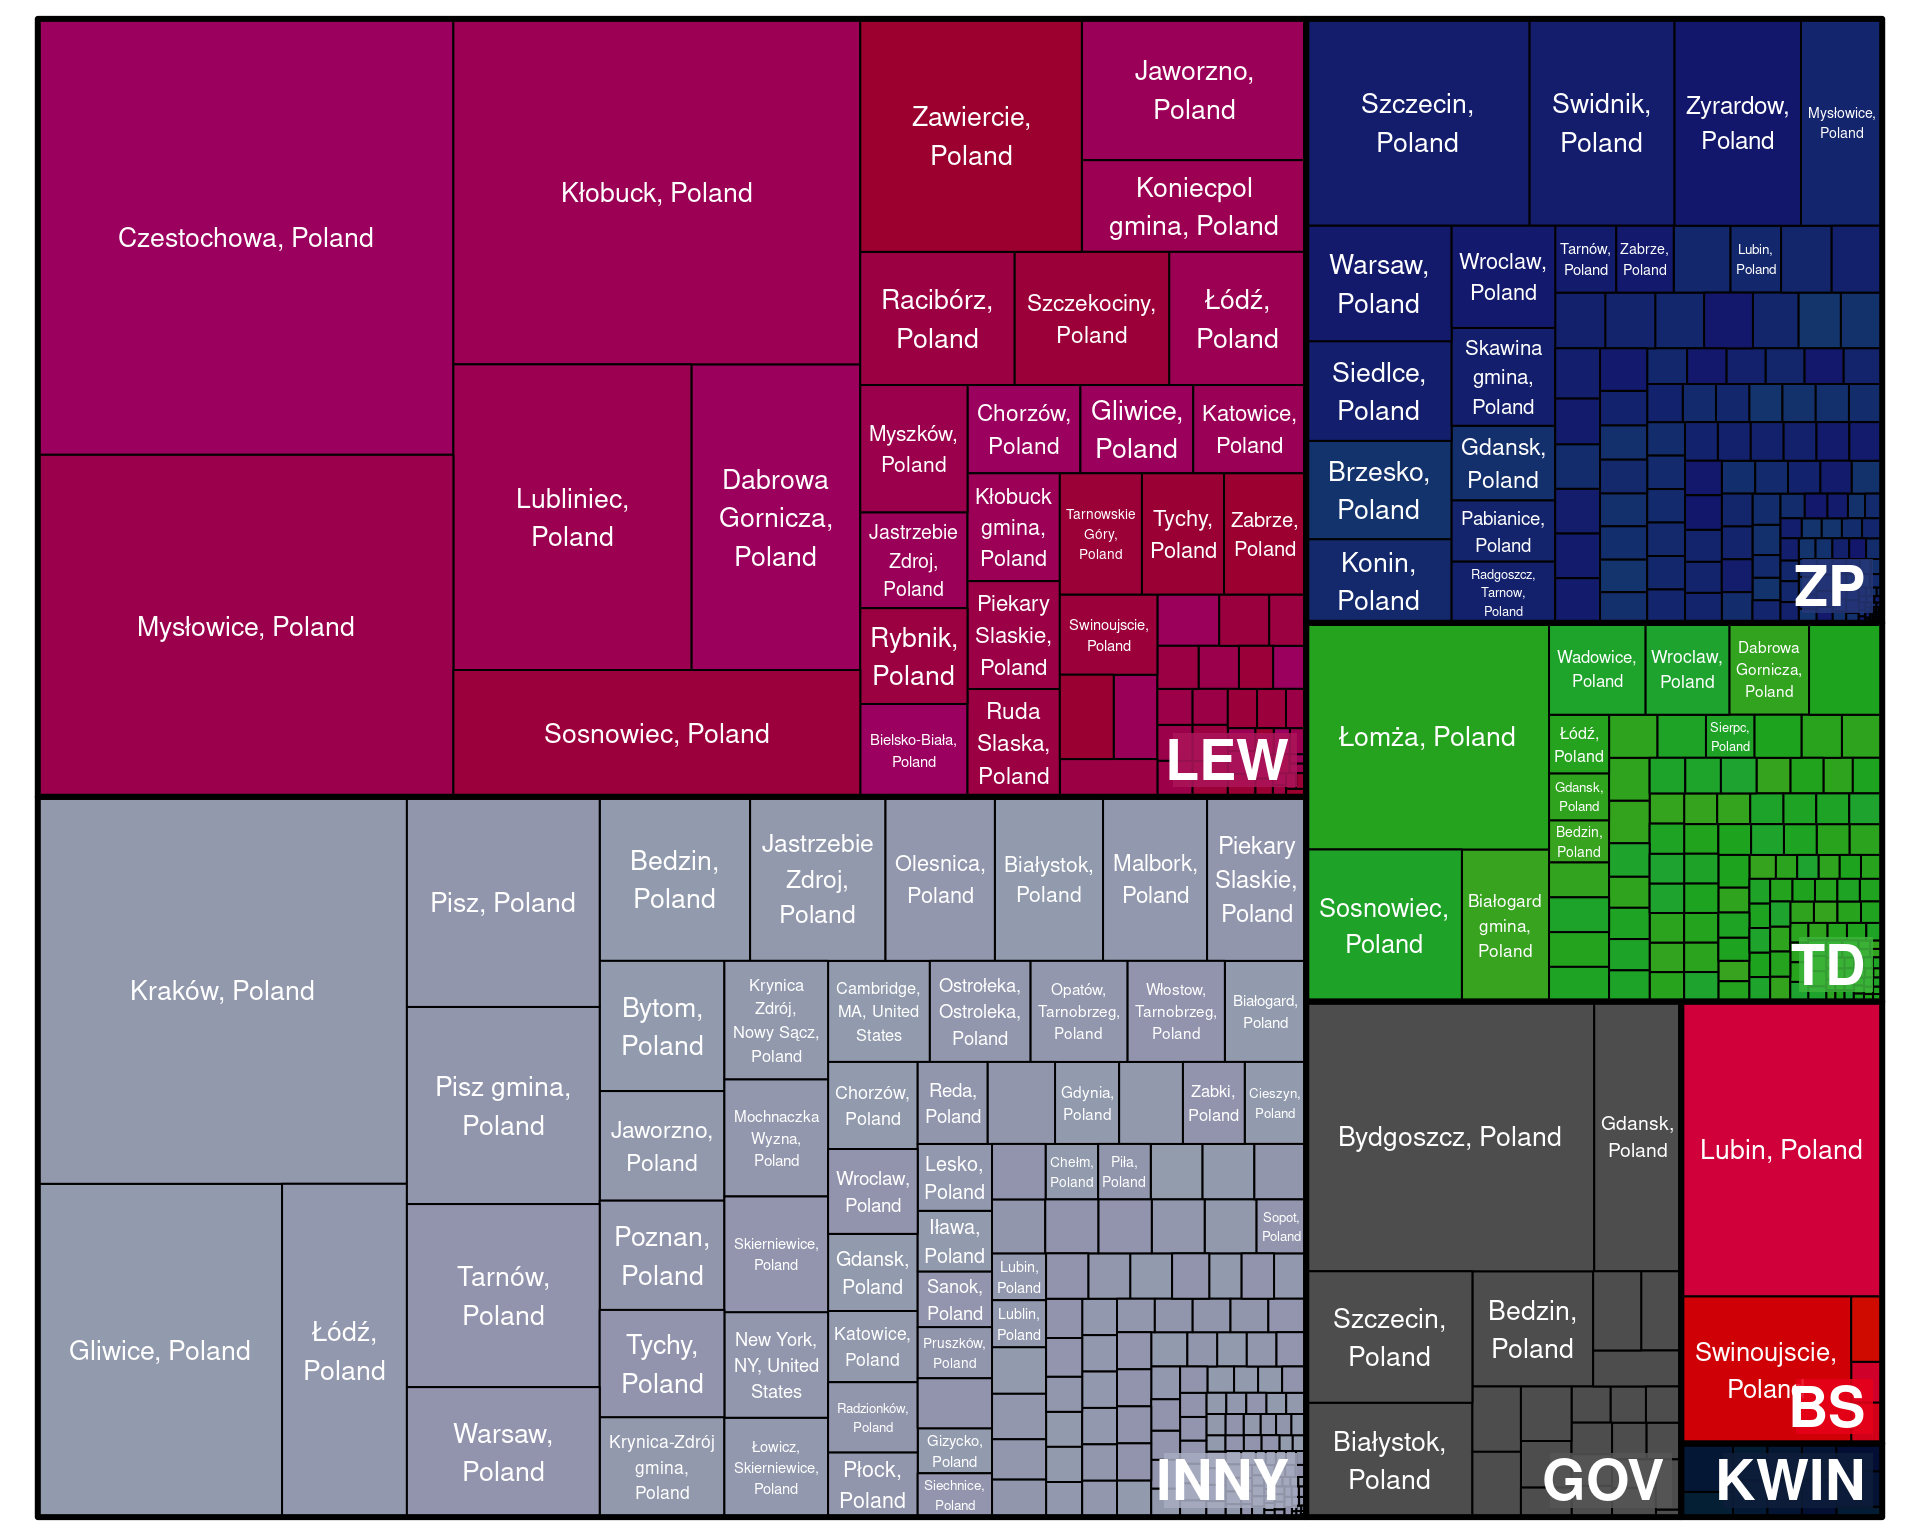 Czestochowa, Poland
Mysłowice, Poland
Kłobuck, Poland
Lubliniec,
Poland
Dabrowa
Gornicza,
Poland
Sosnowiec, Poland
Zawiercie,
Poland
Jaworzno,
Poland
Koniecpol
gmina, Poland
Racibórz,
Poland
Szczekociny,
Poland
Łódź,
Poland
Myszków,
Poland
Jastrzebie
Zdroj,
Poland
Rybnik,
Poland
Bielsko-Biała,
Poland
Chorzów,
Poland
Gliwice,
Poland
Katowice,
Poland
Kłobuck
gmina,
Poland
Piekary
Slaskie,
Poland
Ruda
Slaska,
Poland
Tarnowskie
Góry,
Poland
Tychy,
Poland
Zabrze,
Poland
Swinoujscie,
Poland
LEW
Szczecin,
Poland
Swidnik,
Poland
Zyrardow,
Poland
Mysłowice,
Poland
Warsaw,
Poland
Siedlce,
Poland
Brzesko,
Poland
Konin,
Poland
Wroclaw,
Poland
Skawina
gmina,
Poland
Gdansk,
Poland
Pabianice,
Poland
Radgoszcz,
Tarnow,
Poland
Tarnów,
Poland
Zabrze,
Poland
Lubin,
Poland
ZP
Łomża, Poland
Sosnowiec,
Poland
Białogard
gmina,
Poland
Wadowice,
Poland
Wroclaw,
Poland
Dabrowa
Gornicza,
Poland
Łódź,
Poland
Gdansk,
Poland
Bedzin,
Poland
Sierpc,
Poland
TD
Kraków, Poland
Gliwice, Poland
Łódź,
Poland
Pisz, Poland
Pisz gmina,
Poland
Tarnów,
Poland
Warsaw,
Poland
Bedzin,
Poland
Jastrzebie
Zdroj,
Poland
Olesnica,
Poland
Białystok,
Poland
Malbork,
Poland
Piekary
Slaskie,
Poland
Bytom,
Poland
Jaworzno,
Poland
Poznan,
Poland
Tychy,
Poland
Krynica-Zdrój
gmina,
Poland
Krynica
Zdrój,
Nowy Sącz,
Poland
Mochnaczka
Wyzna,
Poland
Skierniewice,
Poland
New York,
NY, United
States
Łowicz,
Skierniewice,
Poland
Cambridge,
MA, United
States
Ostrołeka,
Ostroleka,
Poland
Opatów,
Tarnobrzeg,
Poland
Włostow,
Tarnobrzeg,
Poland
Białogard,
Poland
Chorzów,
Poland
Wroclaw,
Poland
Gdansk,
Poland
Katowice,
Poland
Radzionków,
Poland
Płock,
Poland
Reda,
Poland
Gdynia,
Poland
Zabki,
Poland
Cieszyn,
Poland
Lesko,
Poland
Iława,
Poland
Sanok,
Poland
Pruszków,
Poland
Gizycko,
Poland
Siechnice,
Poland
Chełm,
Poland
Piła,
Poland
Sopot,
Poland
Lubin,
Poland
Lublin,
Poland
INNY
Bydgoszcz, Poland
Gdansk,
Poland
Szczecin,
Poland
Bedzin,
Poland
Białystok,
Poland
GOV
Lubin, Poland
Swinoujscie,
Poland
BS
KWIN